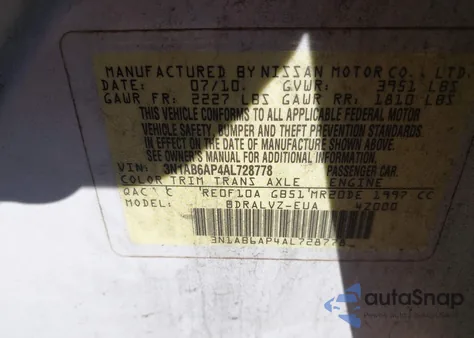 MANUFACTURED BY NISSAN MOTOR CO., LTD.
DATE: 07/10. GVWR: 3951 LBS
GAWR FR: 2227 LBS GAWR RR: 1810 LBS
THIS VEHICLE CONFORMS TO ALL APPLICABLE FEDERAL MOTOR
VEHICLE SAFETY, BUMPER AND THEFT PREVENTION STANDARDS
IN EFFECT ON THE DATE OF MANUFACTURE SHOWN ABOVE.
SEE OWNER'S MANUAL FOR ADDITIONAL INFORMATION.
VIN: 3N1AB6AP4AL728778 PASSENGER CAR
COLOR TRIM TRANS AXLE ENGINE
QAC1 K RE0F10A GB51 MR20DE 1997 CC
MODEL: BDRALVZ-EUA 42000
3N1AB6AP4AL728778
autoSnap